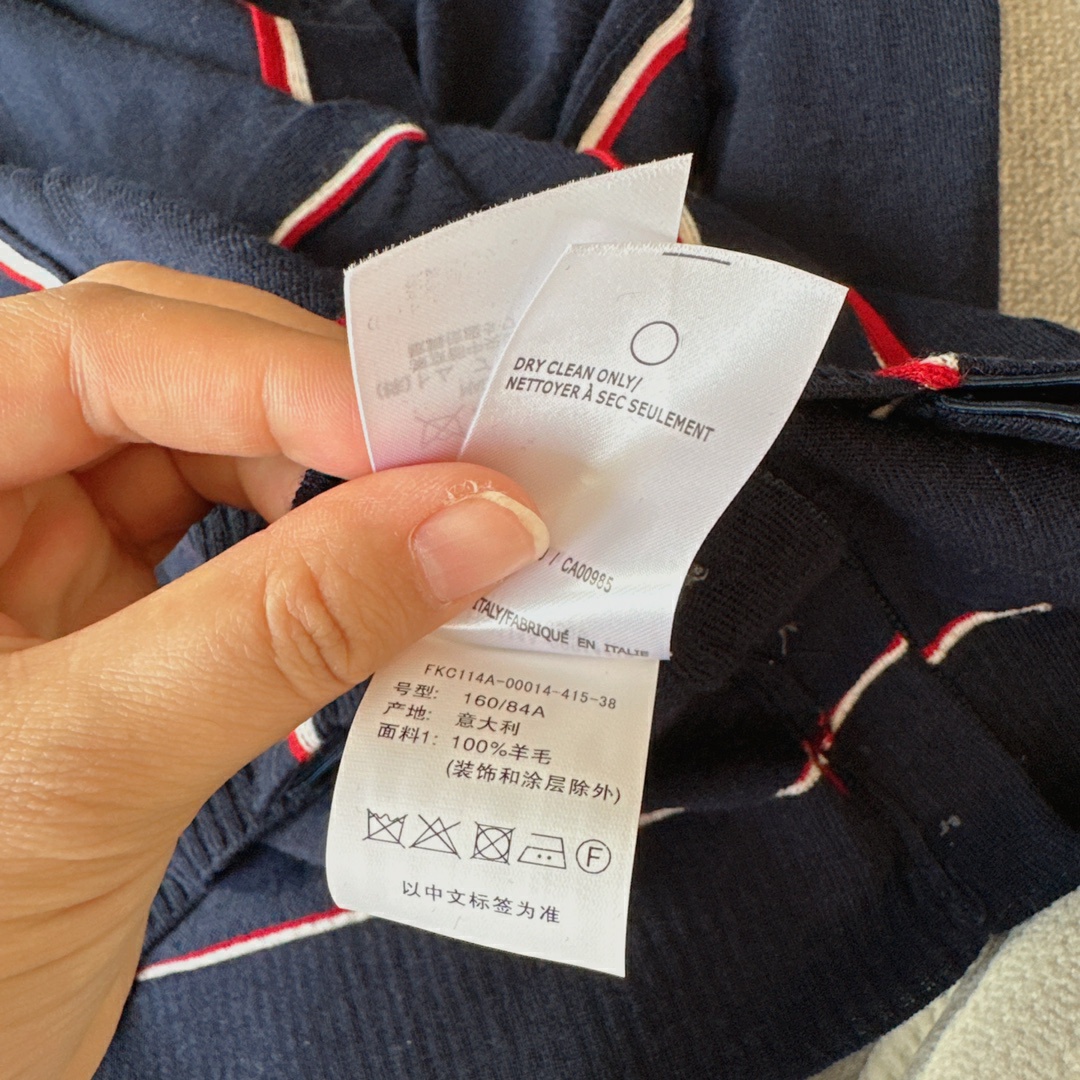 DRY CLEAN ONLY/
NETTOYER À SEC SEULEMENT
/ CA00985
ITALY/FABRIQUÉ EN ITALIE
FKC114A-00014-415-38
号型: 160/84A
产地: 意大利
面料1: 100%羊毛
(装饰和涂层除外)
F
以中文标签为准